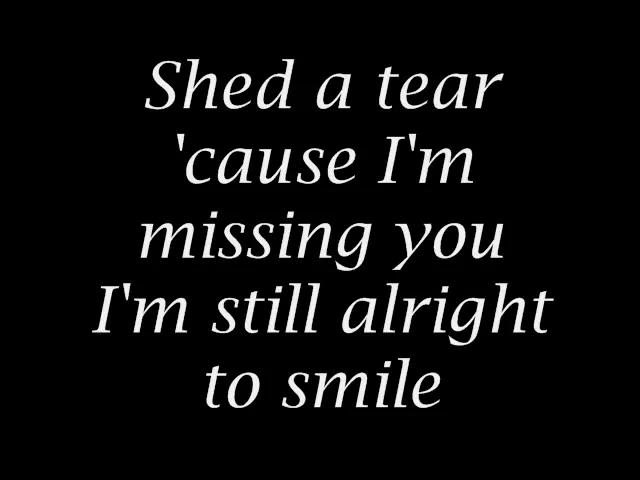 Shed a tear
'cause I'm
missing you
I'm still alright
to smile